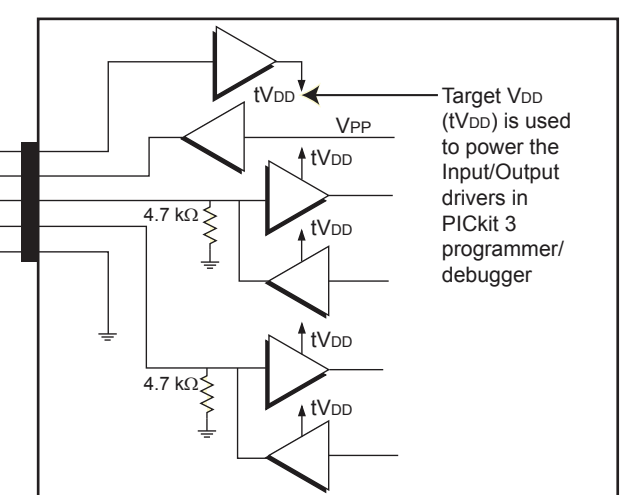 tVDD
Target VDD
(tVDD) is used
to power the
Input/Output
drivers in
PICkit 3
programmer/
debugger
VPP
tVDD
4.7 kΩ
tVDD
tVDD
4.7 kΩ
tVDD